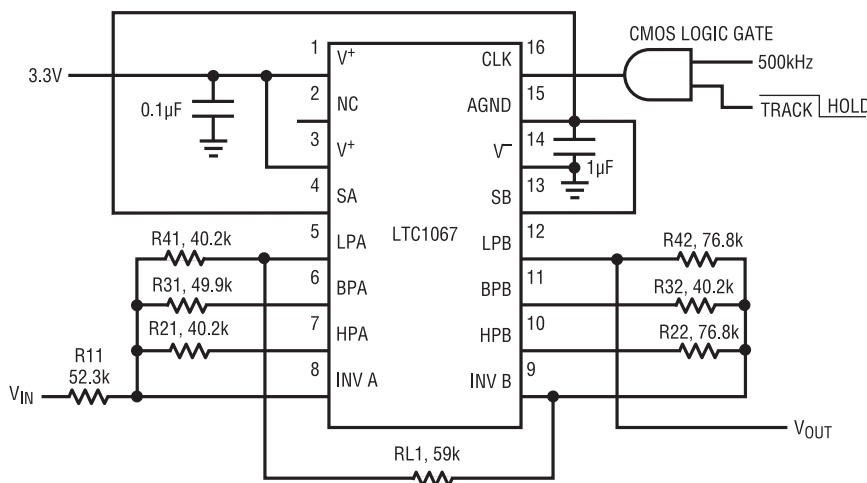 CMOS LOGIC GATE
500kHz
TRACK HOLD
3.3V
0.1µF
1µF
LTC1067
1 V+
2 NC
3 V+
4 SA
5 LPA
6 BPA
7 HPA
8 INV A
16 CLK
15 AGND
14 V−
13 SB
12 LPB
11 BPB
10 HPB
9 INV B
R41, 40.2k
R31, 49.9k
R21, 40.2k
R11
52.3k
VIN
R42, 76.8k
R32, 40.2k
R22, 76.8k
VOUT
RL1, 59k